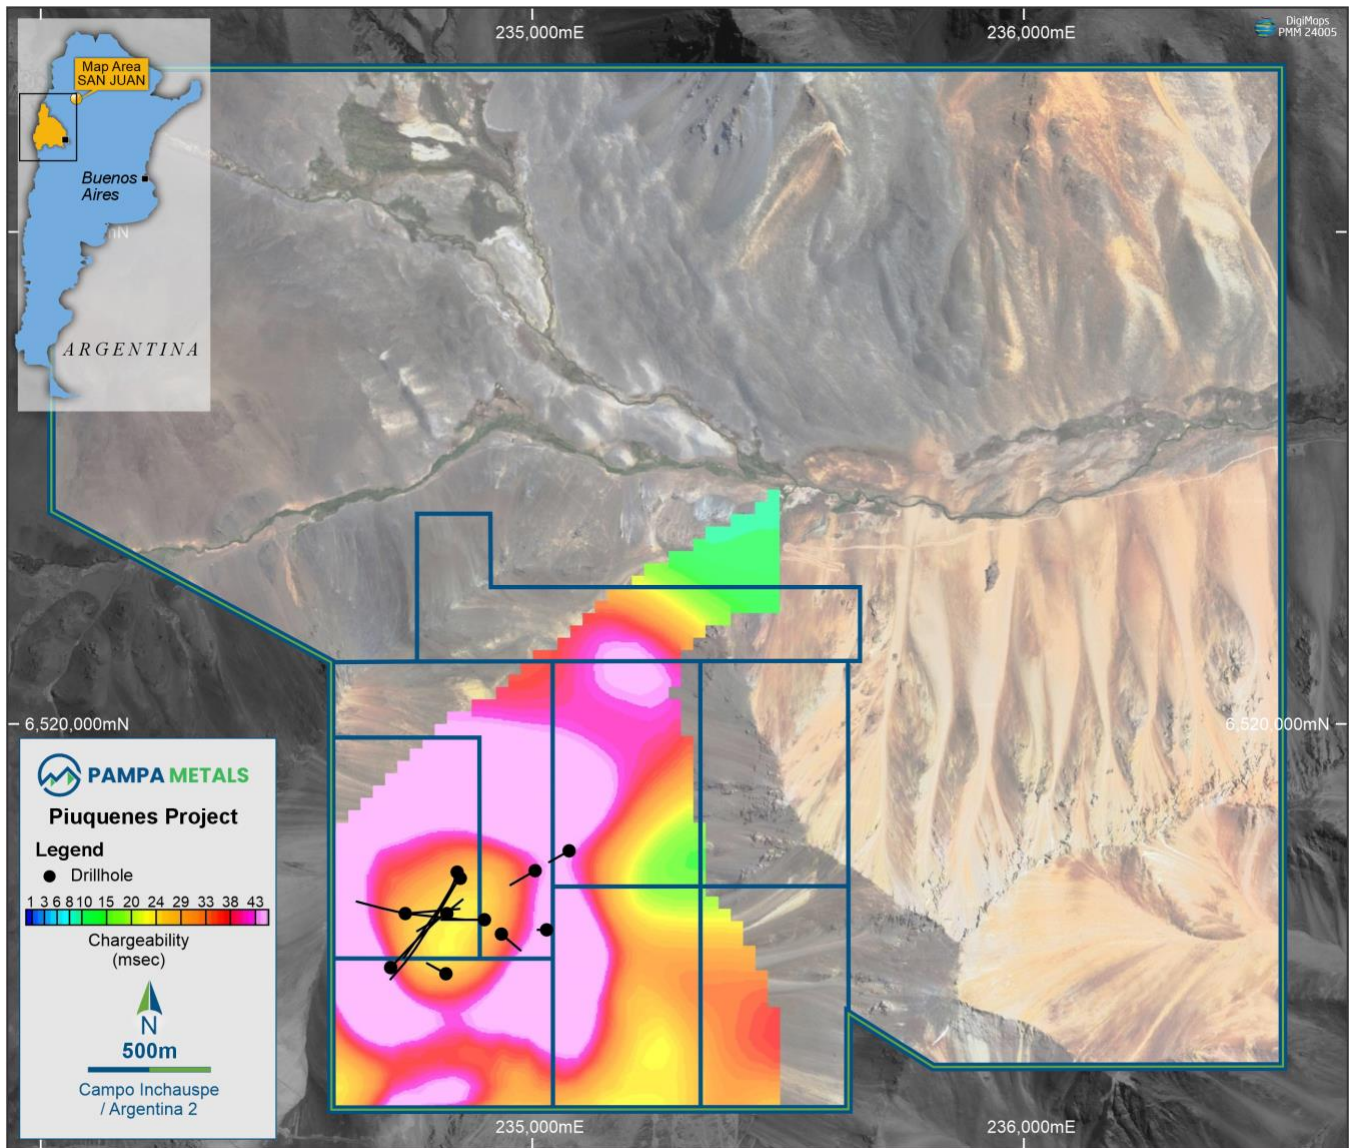 235,000mE
236,000mE
DigiMaps
PMM 24005
Map Area
SAN JUAN
Buenos
Aires
mN
ARGENTINA
6,520,000mN
6,520,000mN
PAMPA METALS
Piuquenes Project
Legend
Drillhole
1 3 6 8 10 15 20 24 29 33 38 43
Chargeability
(msec)
N
500m
Campo Inchauspe
/ Argentina 2
235,000mE
236,000mE